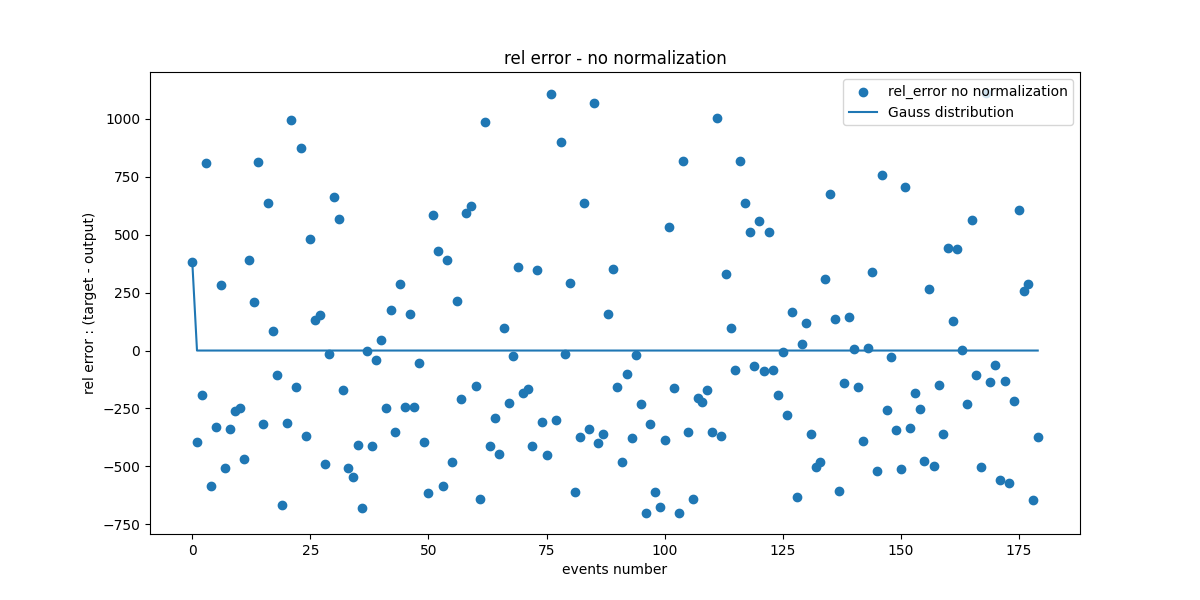 rel error - no normalization
rel_error no normalization
Gauss distribution
rel error : (target - output)
1000
750
500
250
0
−250
−500
−750
0 25 50 75 100 125 150 175
events number